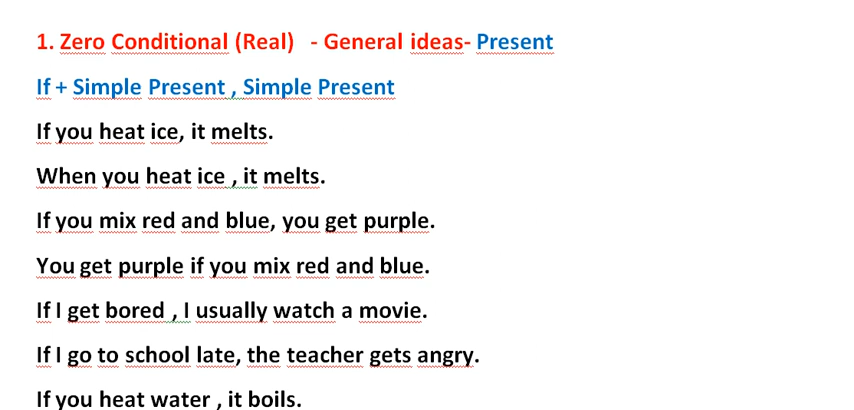 1. Zero Conditional (Real) - General ideas- Present
If + Simple Present , Simple Present
If you heat ice, it melts.
When you heat ice , it melts.
If you mix red and blue, you get purple.
You get purple if you mix red and blue.
If I get bored , I usually watch a movie.
If I go to school late, the teacher gets angry.
If you heat water , it boils.